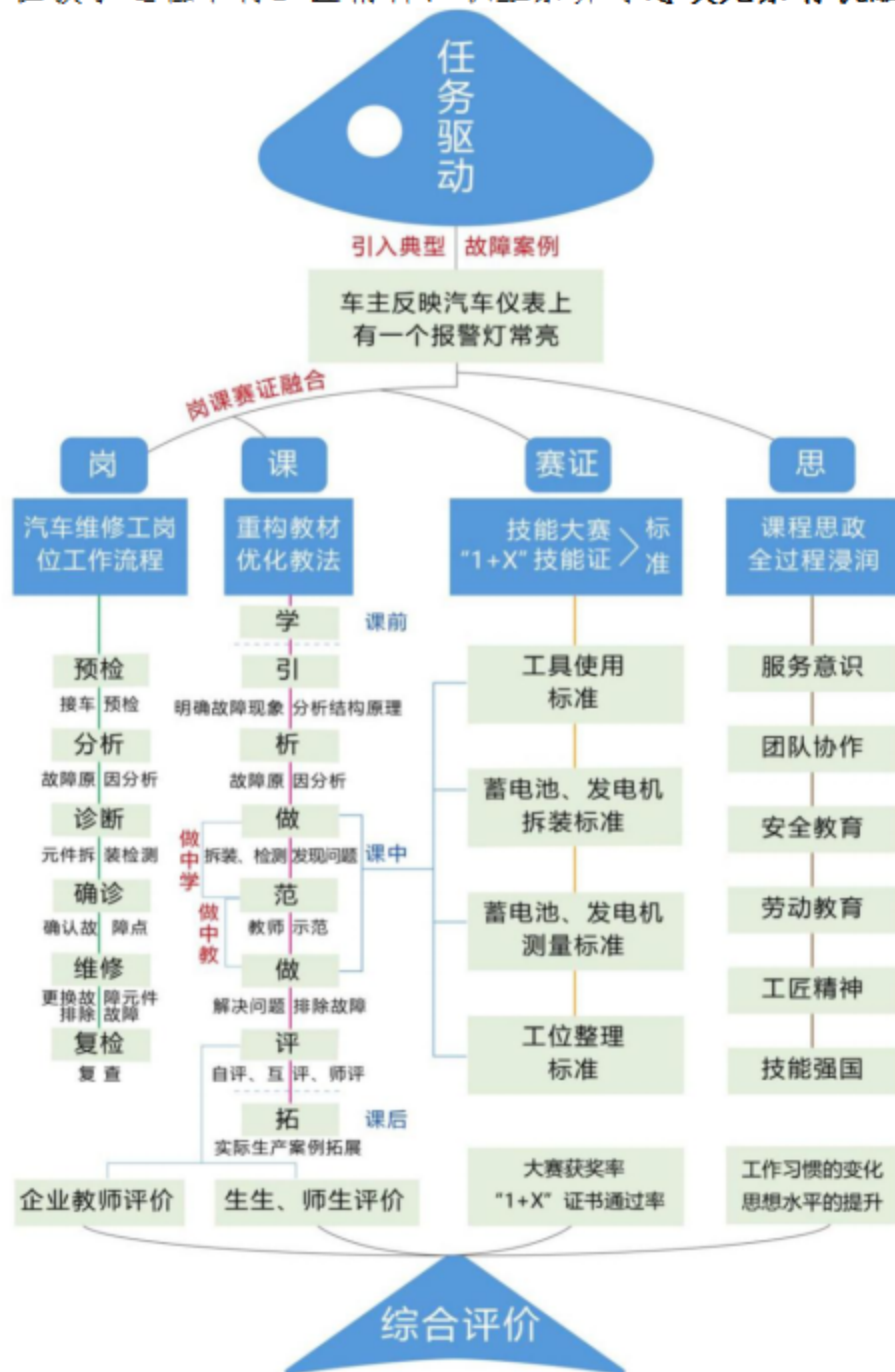 任务驱动
引入典型 故障案例
车主反映汽车仪表上
有一个报警灯常亮
岗课赛证融合
岗
课
赛证
思
汽车维修工岗
位工作流程
重构教材
优化教法
技能大赛
“1+X”技能证
标
准
课程思政
全过程浸润
预检
接车 预检
分析
故障原 因分析
诊断
元件拆 装检测
确诊
确认故 障点
维修
更换故 障元件
排除 故障
复检
复 查
学
课前
引
明确故障现象 分析结构原理
析
故障原 因分析
做
拆装、检测 发现问题
课中
做中学
范
教师 示范
做中教
做
解决问题 排除故障
评
自评、互 评、师评
拓
课后
实际生产案例拓展
工具使用
标准
蓄电池、发电机
拆装标准
蓄电池、发电机
测量标准
工位整理
标准
服务意识
团队协作
安全教育
劳动教育
工匠精神
技能强国
企业教师评价
生生、师生评价
大赛获奖率
“1+X”证书通过率
工作习惯的变化
思想水平的提升
综合评价